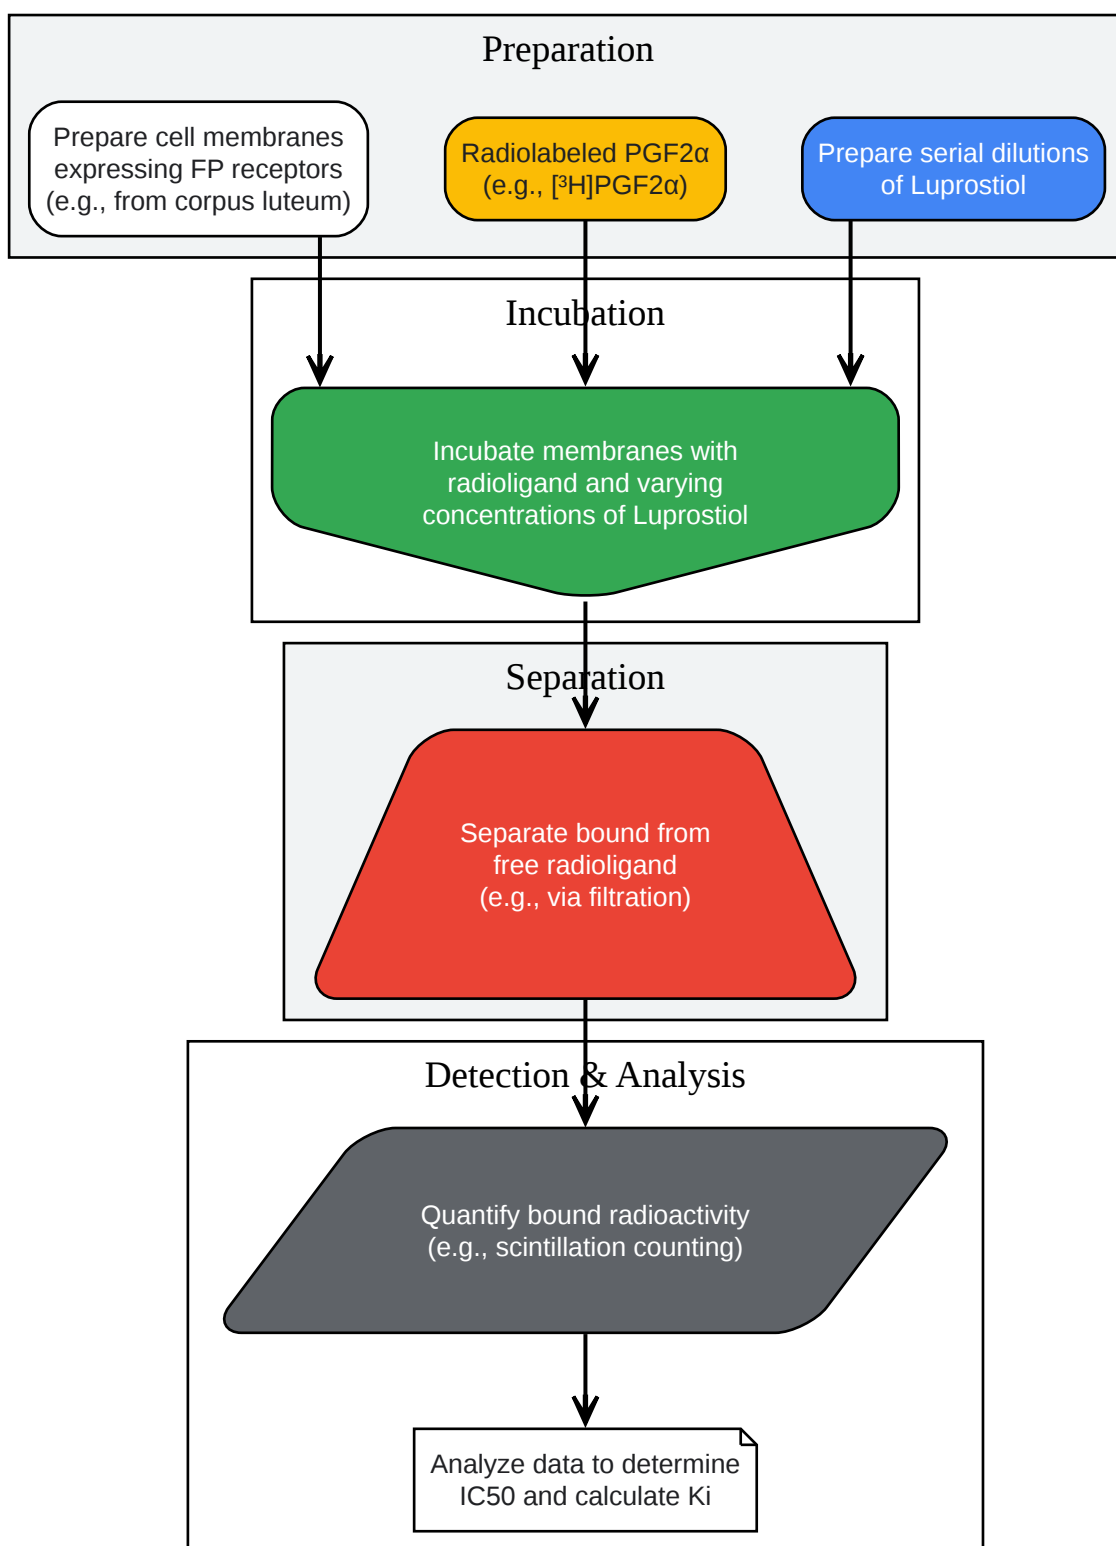 Preparation
Prepare cell membranes
expressing FP receptors
(e.g., from corpus luteum)
Radiolabeled PGF2α
(e.g., [³H]PGF2α)
Prepare serial dilutions
of Luprostiol
Incubation
Incubate membranes with
radioligand and varying
concentrations of Luprostiol
Separation
Separate bound from
free radioligand
(e.g., via filtration)
Detection & Analysis
Quantify bound radioactivity
(e.g., scintillation counting)
Analyze data to determine
IC50 and calculate Ki